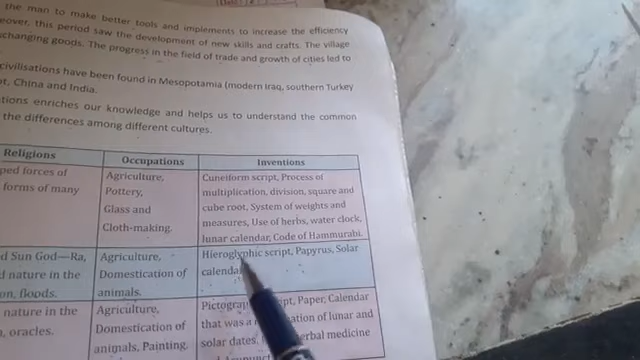 the man to make better tools and implements to increase the efficiency
eover, this period saw the development of new skills and crafts. The village
changing goods. The progress in the field of trade and growth of cities led to
civilisations have been found in Mesopotamia (modern Iraq, southern Turkey
t, China and India.
tions enriches our knowledge and helps us to understand the common
the differences among different cultures.
Religions Occupations Inventions
ped forces of Agriculture, Cuneiform script, Process of
forms of many Pottery, multiplication, division, square and
Glass and cube root, System of weights and
Cloth-making. measures, Use of herbs, water clock,
lunar calendar, Code of Hammurabi.
d Sun God—Ra, Agriculture, Hieroglyphic script, Papyrus, Solar
d nature in the Domestication of calendar
on, floods. animals.
nature in the Agriculture, Pictograp ipt, Paper, Calendar
, oracles. Domestication of that was a ation of lunar and
animals, Painting. solar dates, erbal medicine